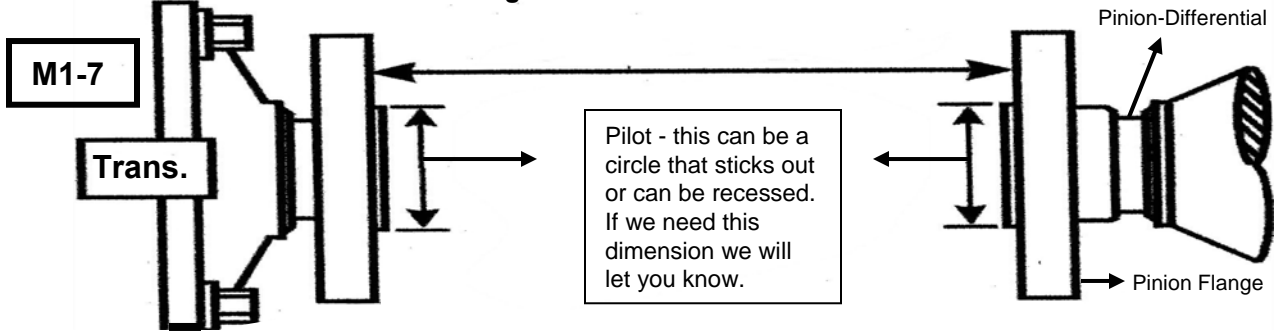 Pinion-Differential
M1-7
Trans.
Pilot - this can be a
circle that sticks out
or can be recessed.
If we need this
dimension we will
let you know.
Pinion Flange